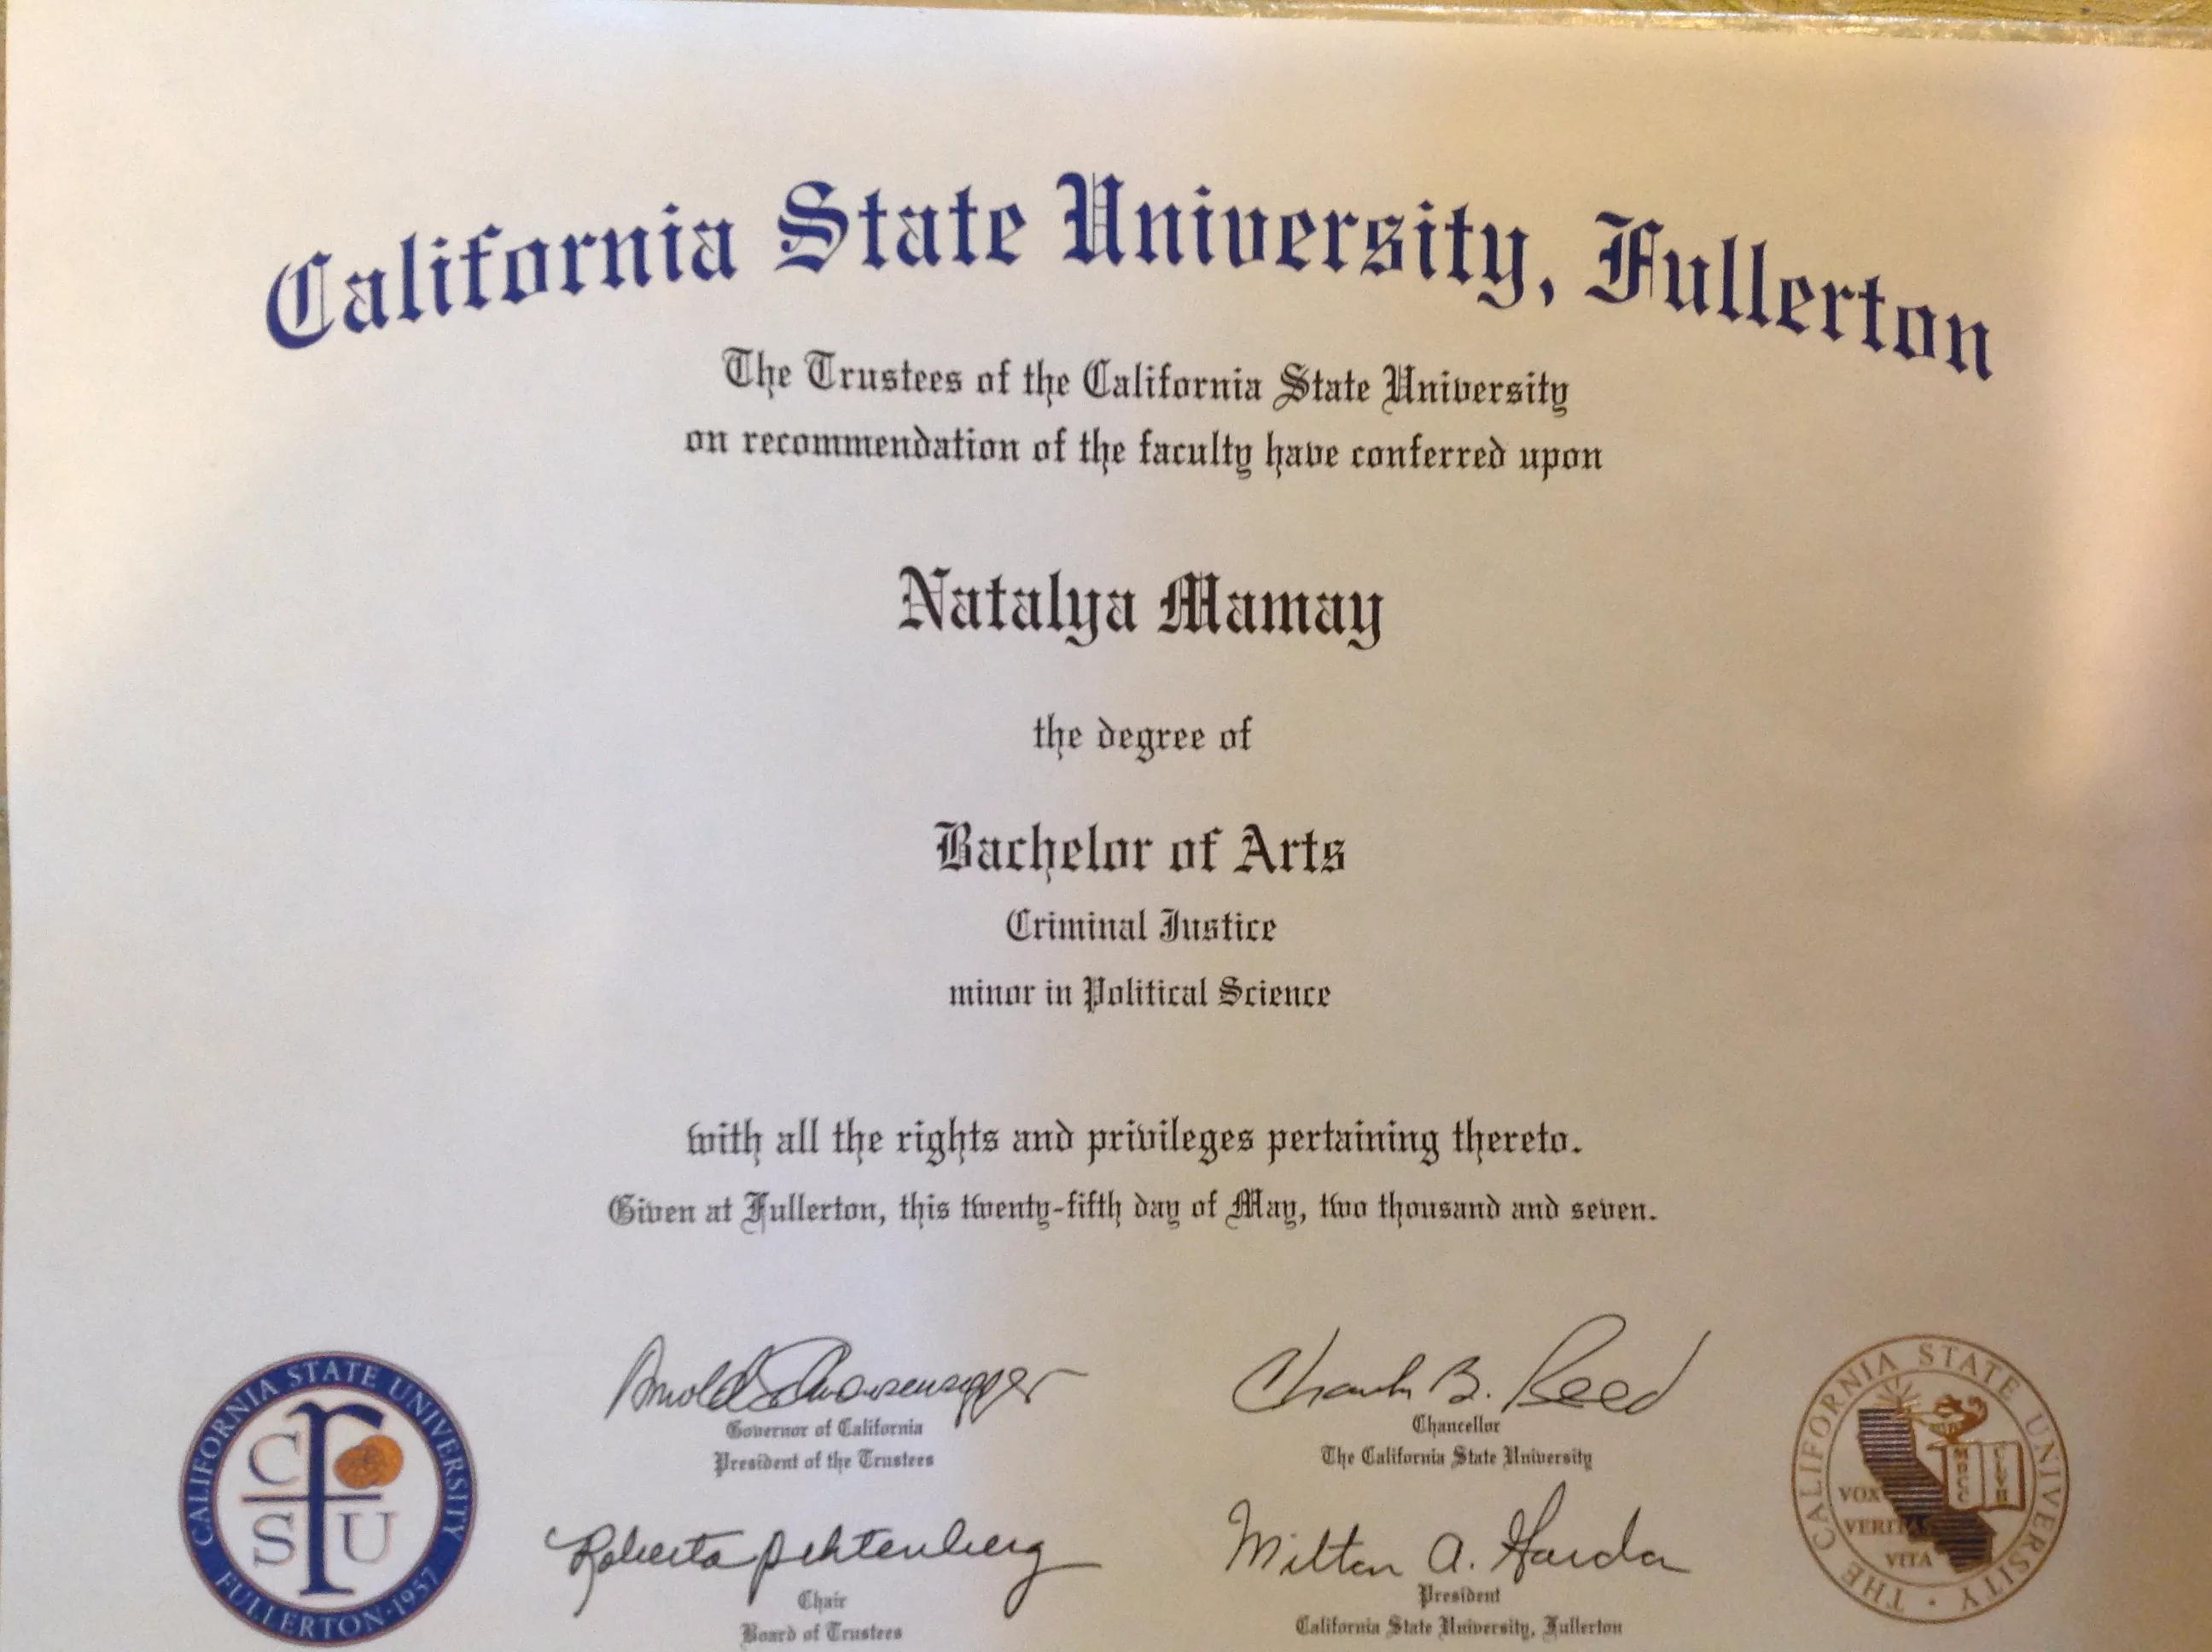 California State University, Fullerton
The Trustees of the California State University
on recommendation of the faculty have conferred upon
Natalya Mamay
the degree of
Bachelor of Arts
Criminal Justice
minor in Political Science
with all the rights and privileges pertaining thereto.
Given at Fullerton, this twenty-fifth day of May, two thousand and seven.
Arnold Schwarzenegger
Governor of California
President of the Trustees
Charles B. Reed
Chancellor
The California State University
Roberta Achtenberg
Chair
Board of Trustees
Milton A. Gordon
President
California State University, Fullerton
CALIFORNIA STATE UNIVERSITY
FULLERTON·1957
C
S U
THE CALIFORNIA STATE UNIVERSITY
VOX
VERITAS
VITA